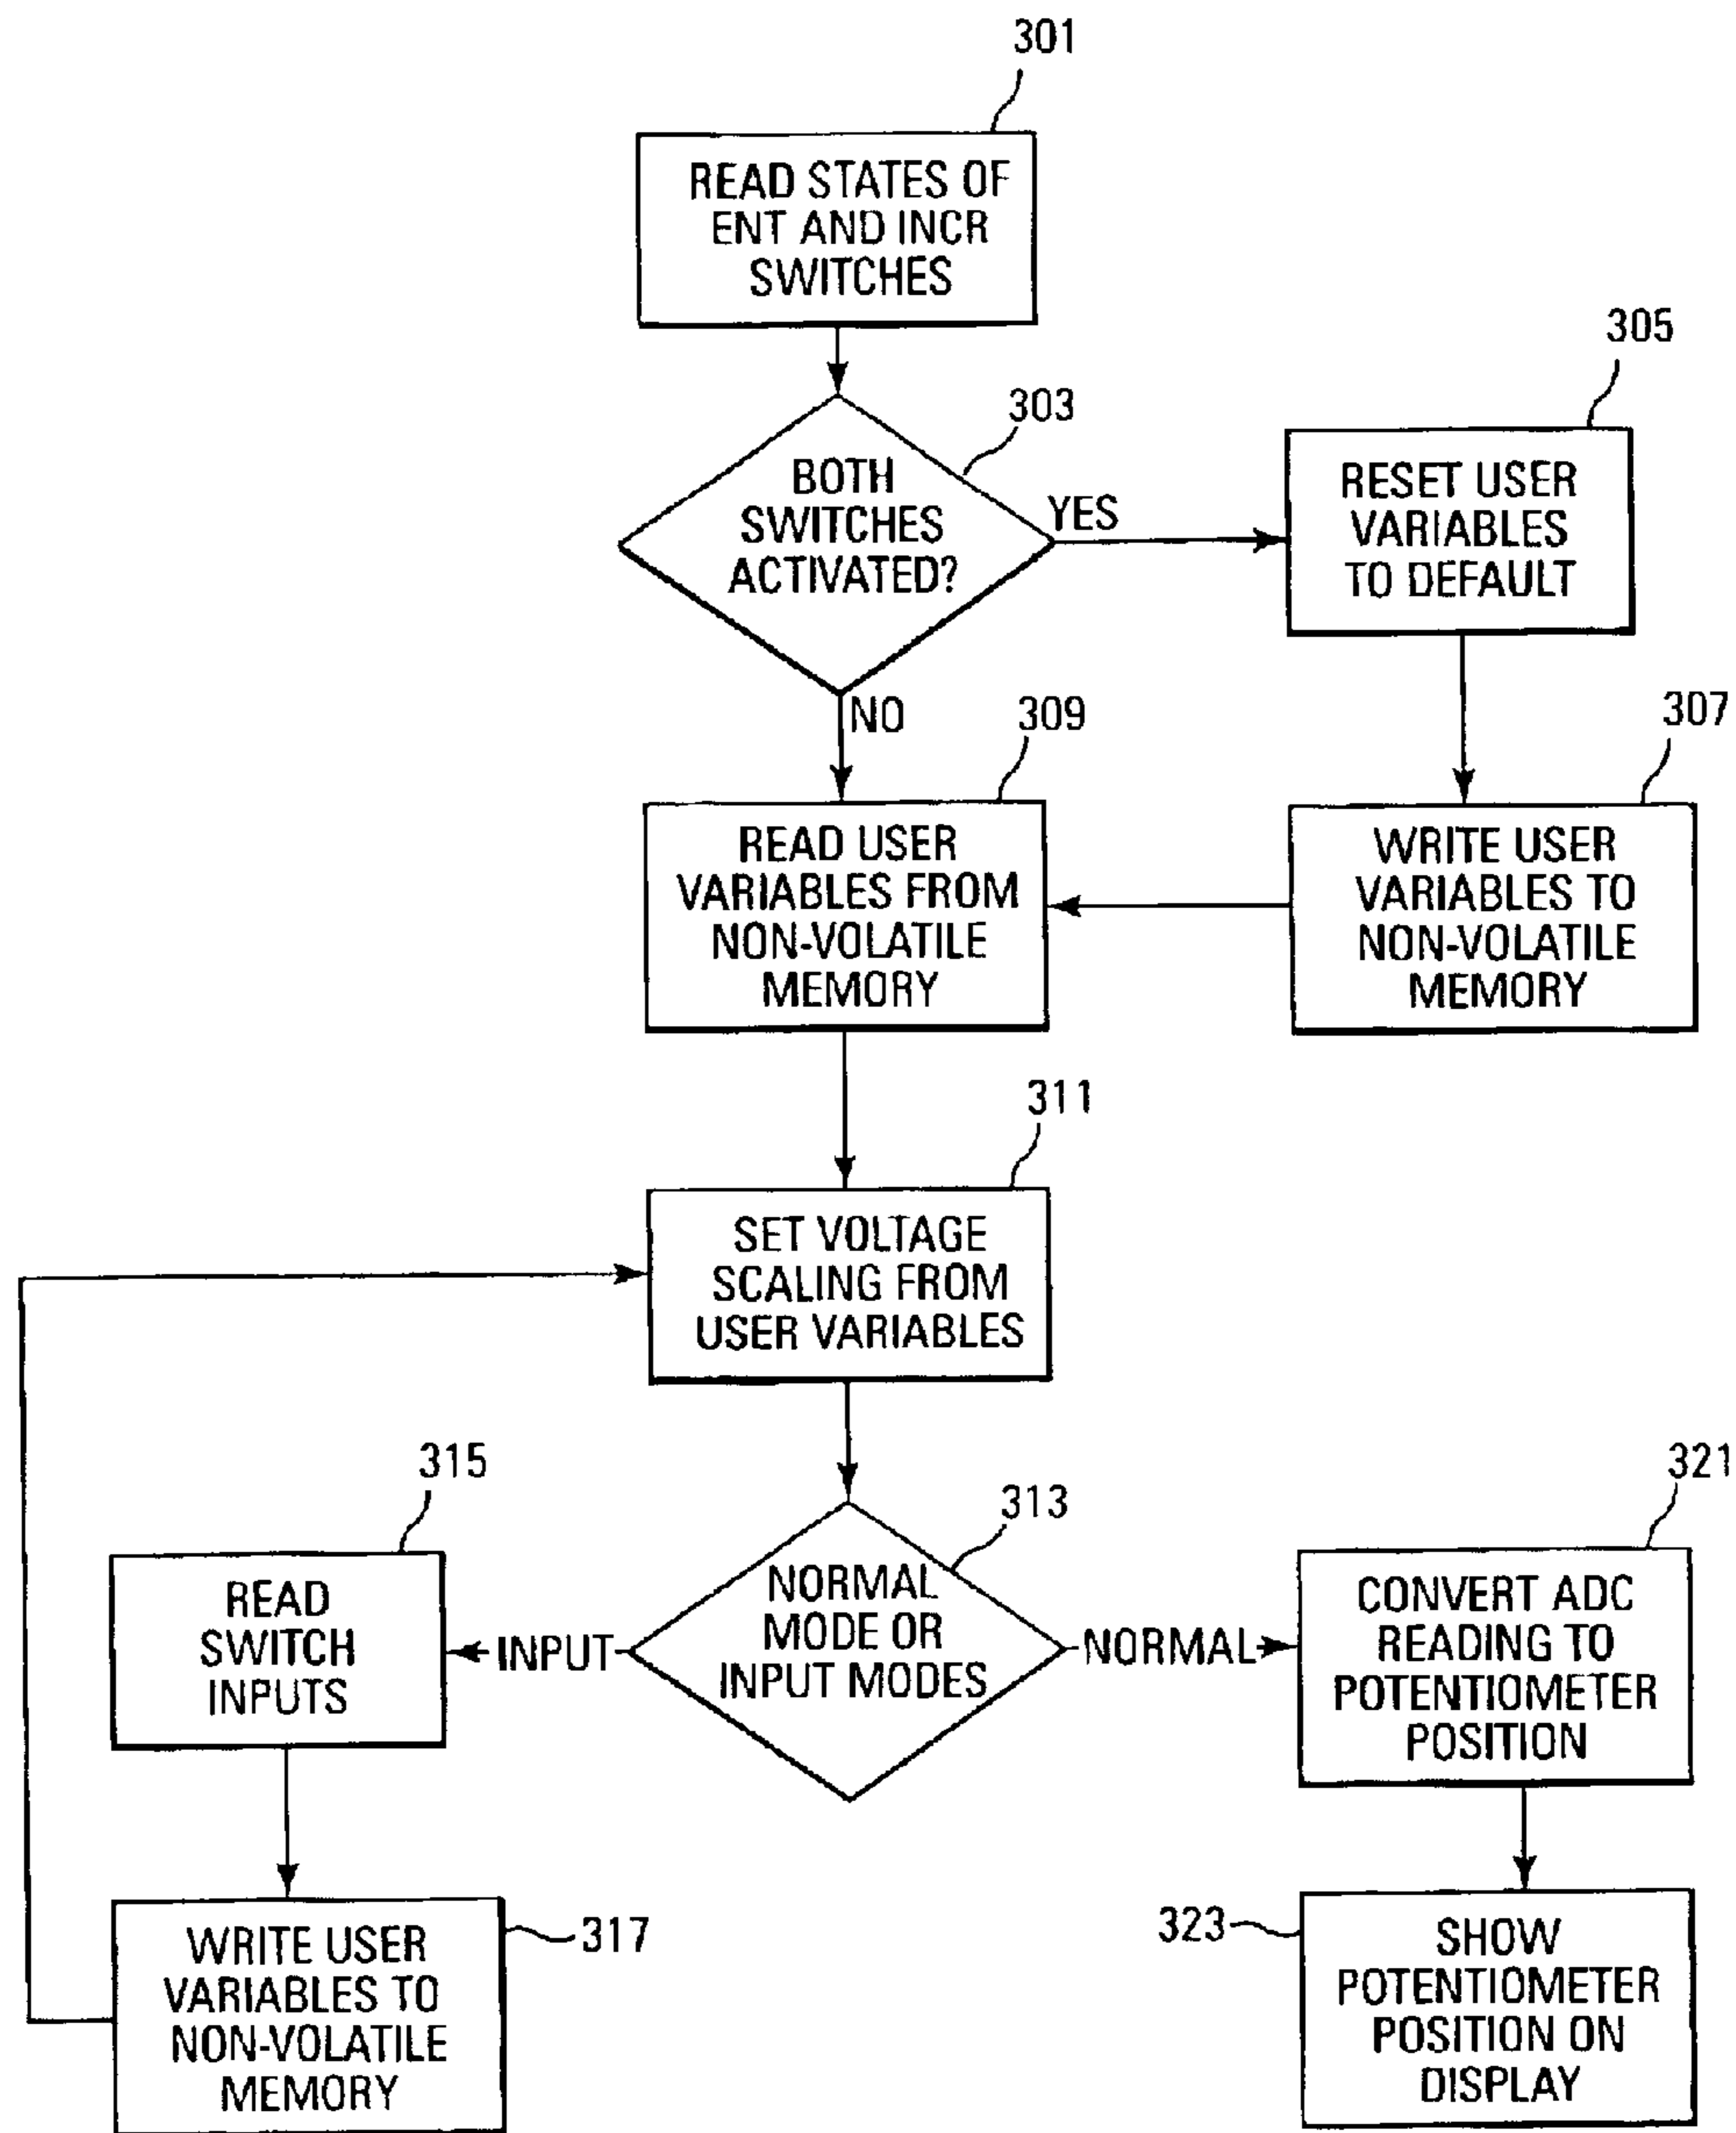 301
READ STATES OF
ENT AND INCR
SWITCHES
303
BOTH
SWITCHES
ACTIVATED?
YES
305
RESET USER
VARIABLES
TO DEFAULT
NO
309
READ USER
VARIABLES FROM
NON-VOLATILE
MEMORY
307
WRITE USER
VARIABLES TO
NON-VOLATILE
MEMORY
311
SET VOLTAGE
SCALING FROM
USER VARIABLES
313
NORMAL
MODE OR
INPUT MODES
INPUT
NORMAL
315
READ
SWITCH
INPUTS
321
CONVERT ADC
READING TO
POTENTIOMETER
POSITION
317
WRITE USER
VARIABLES TO
NON-VOLATILE
MEMORY
323
SHOW
POTENTIOMETER
POSITION ON
DISPLAY